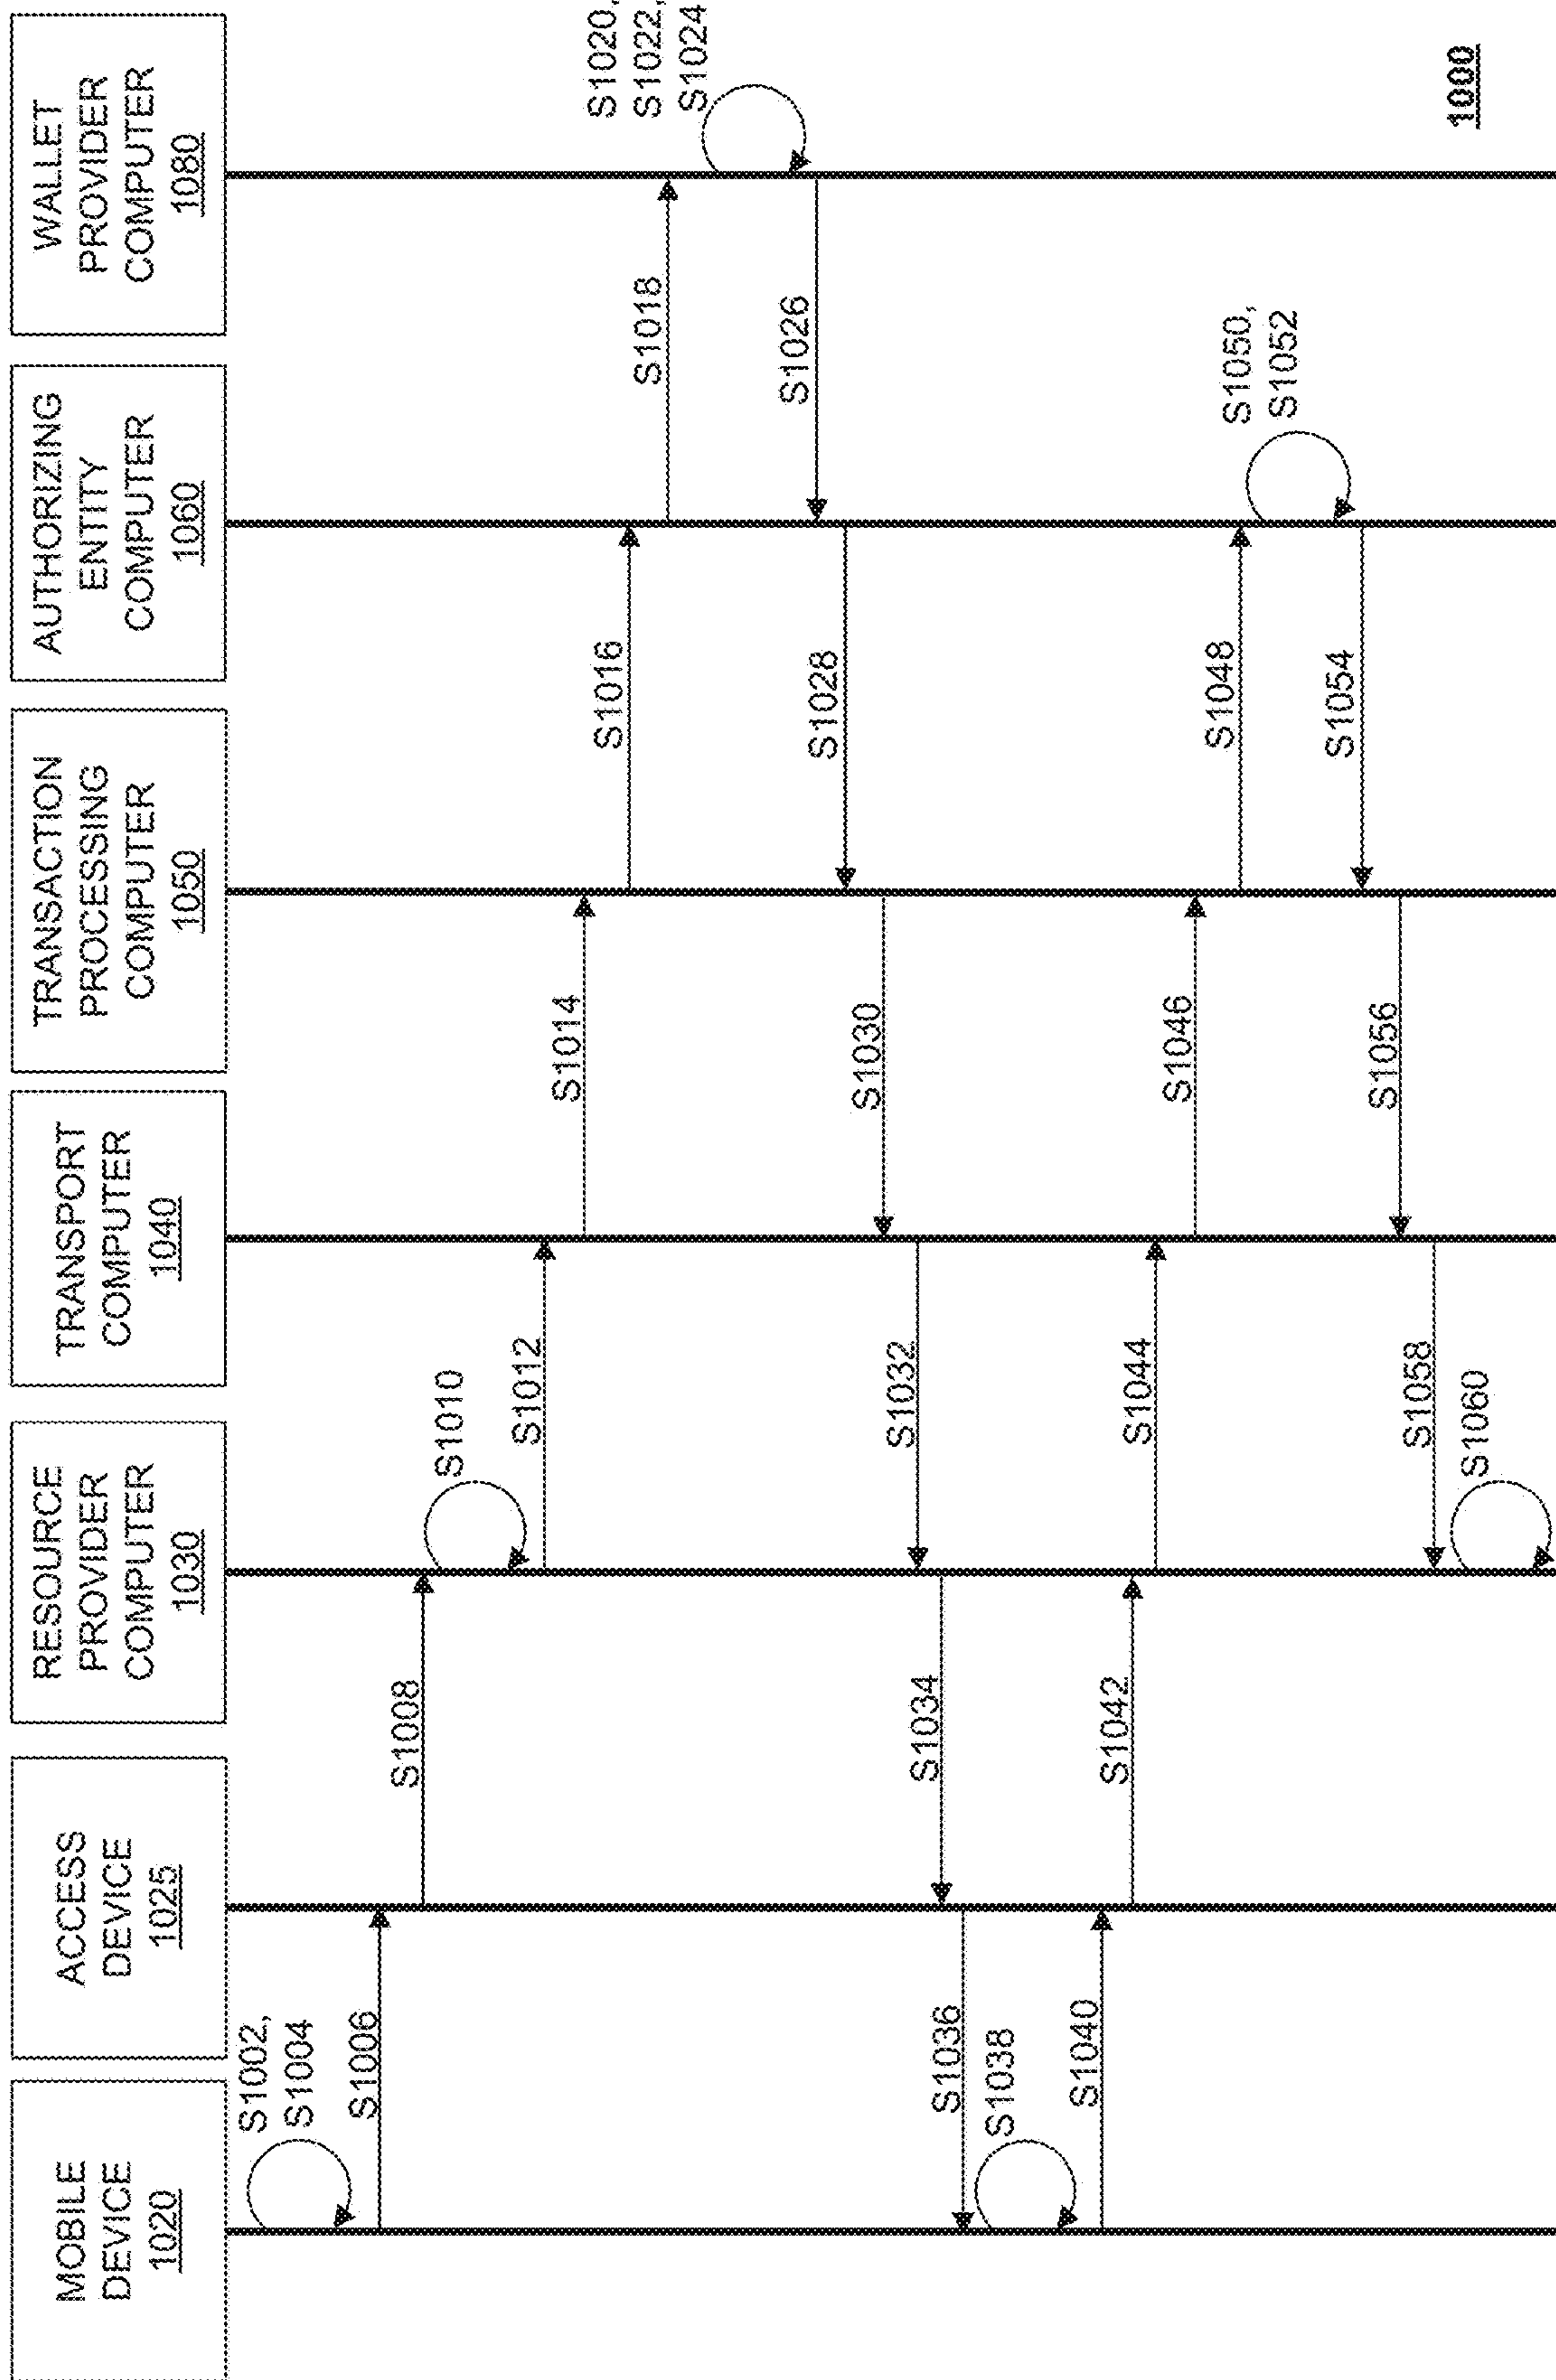 MOBILE
DEVICE
1020
ACCESS
DEVICE
1025
RESOURCE
PROVIDER
COMPUTER
1030
TRANSPORT
COMPUTER
1040
TRANSACTION
PROCESSING
COMPUTER
1050
AUTHORIZING
ENTITY
COMPUTER
1060
WALLET
PROVIDER
COMPUTER
1080
S1002,
S1004
S1006
S1008
S1010
S1012
S1014
S1016
S1018
S1020,
S1022,
S1024
S1026
S1028
S1030
S1032
S1034
S1036
S1038
S1040
S1042
S1044
S1046
S1048
S1050,
S1052
S1054
S1056
S1058
S1060
1000